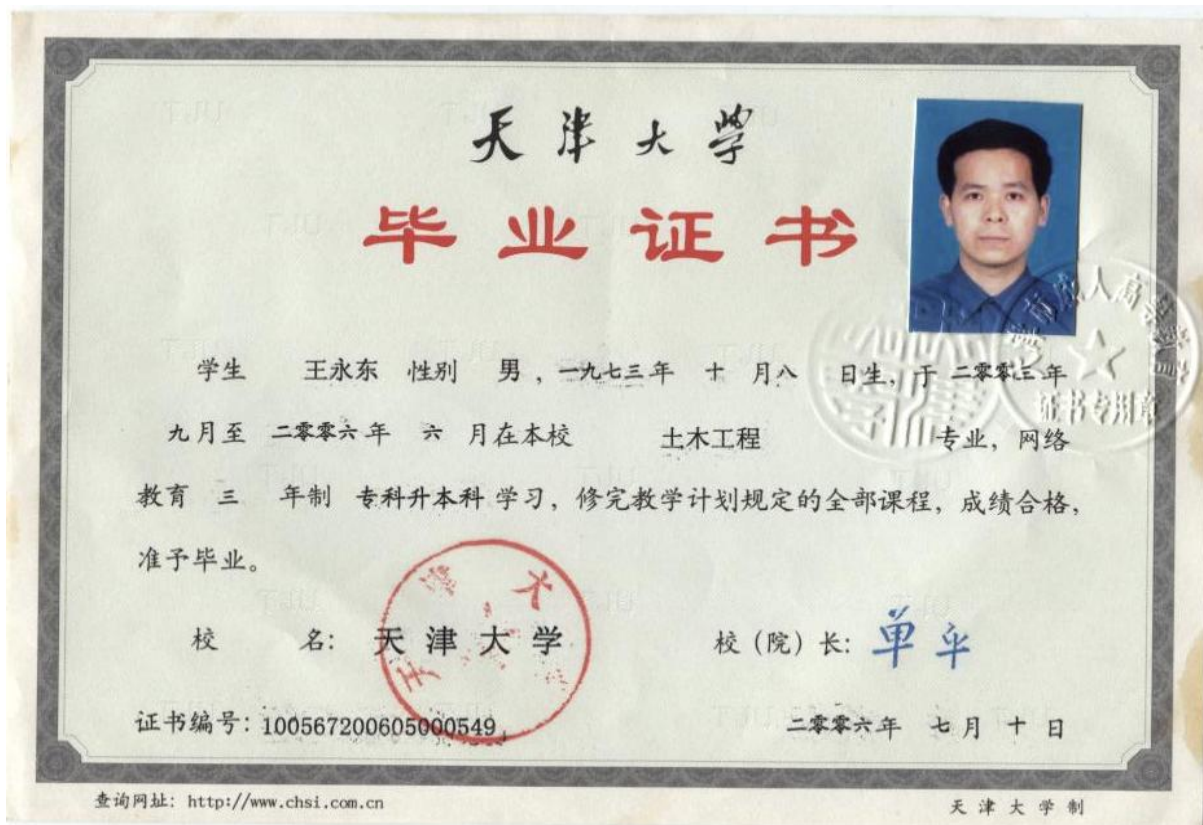 天津大学
毕业证书
学生 王永东 性别 男，一九七三年 十 月八 日生，于 二零零三年
九月至 二零零六年 六 月在本校 土木工程 专业，网络
教育 三 年制 专科升本科 学习，修完教学计划规定的全部课程，成绩合格，
准予毕业。
校 名：天津大学 校（院）长：单平
证书编号：100567200605000549 二零零六年 七月 十日
查询网址：http://www.chsi.com.cn 天津大学制
证书专用章